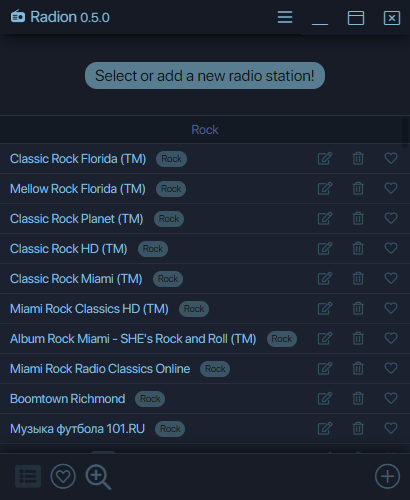 Radion 0.5.0
Select or add a new radio station!
Rock
Classic Rock Florida (TM) Rock
Mellow Rock Florida (TM) Rock
Classic Rock Planet (TM) Rock
Classic Rock HD (TM) Rock
Classic Rock Miami (TM) Rock
Miami Rock Classics HD (TM) Rock
Album Rock Miami - SHE's Rock and Roll (TM) Rock
Miami Rock Radio Classics Online Rock
Boomtown Richmond Rock
Музыка футбола 101.RU Rock